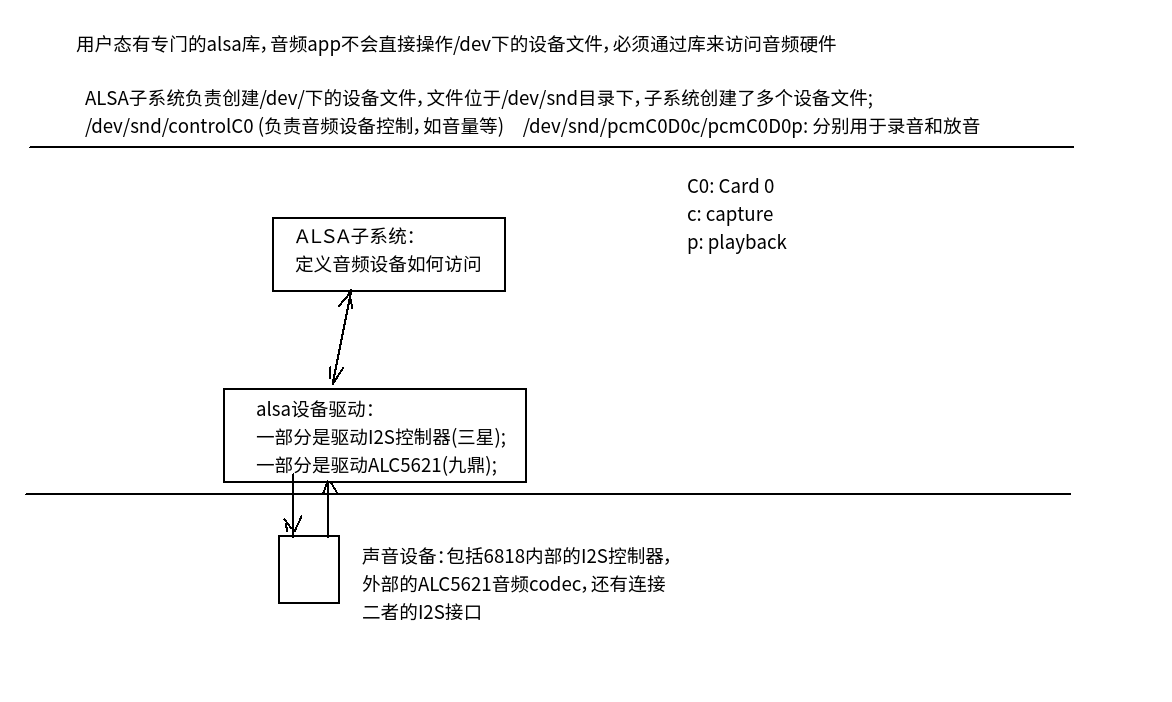 用户态有专门的alsa库，音频app不会直接操作/dev下的设备文件，必须通过库来访问音频硬件
ALSA子系统负责创建/dev/下的设备文件，文件位于/dev/snd目录下，子系统创建了多个设备文件；
/dev/snd/controlC0 (负责音频设备控制，如音量等) /dev/snd/pcmC0D0c/pcmC0D0p: 分别用于录音和放音
C0: Card 0
c: capture
p: playback
ALSA子系统：
定义音频设备如何访问
alsa设备驱动：
一部分是驱动I2S控制器(三星);
一部分是驱动ALC5621(九鼎);
声音设备：包括6818内部的I2S控制器，
外部的ALC5621音频codec，还有连接
二者的I2S接口